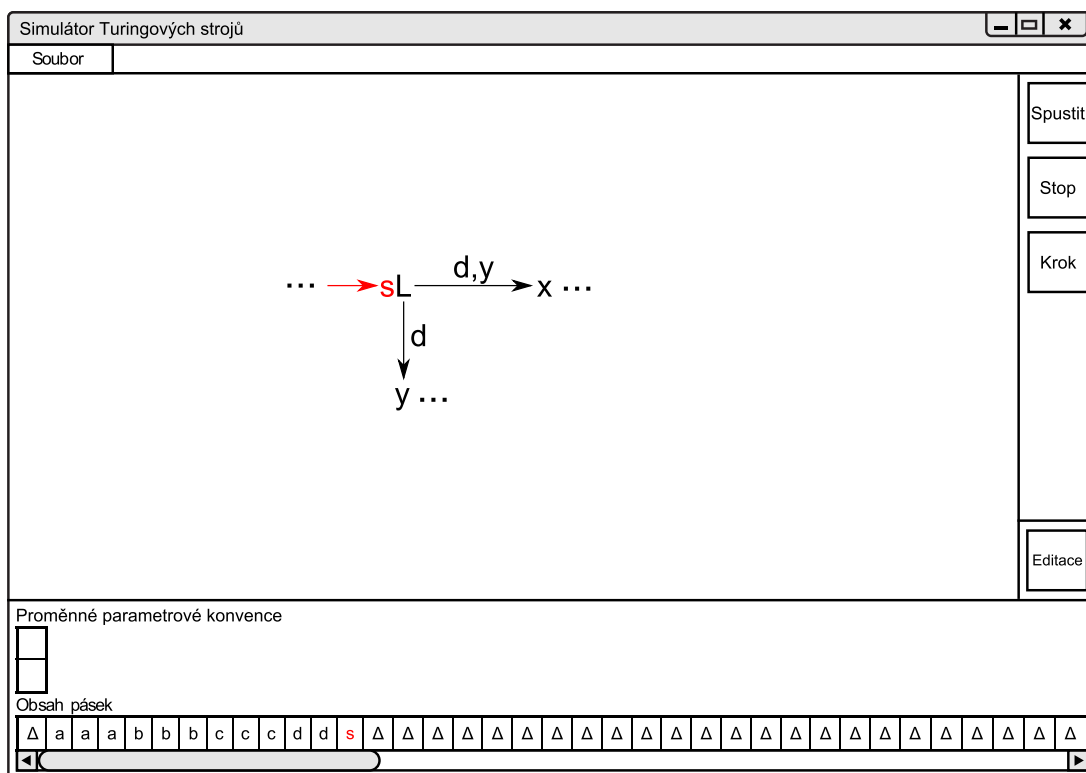 Simulátor Turingových strojů
Soubor
Spustit
Stop
Krok
... sL d,y x ...
d
y ...
Editace
Proměnné parametrové konvence
Obsah pásek
Δ a a a b b b c c c d d s Δ Δ Δ Δ Δ Δ Δ Δ Δ Δ Δ Δ Δ Δ Δ Δ Δ Δ Δ Δ Δ Δ Δ Δ